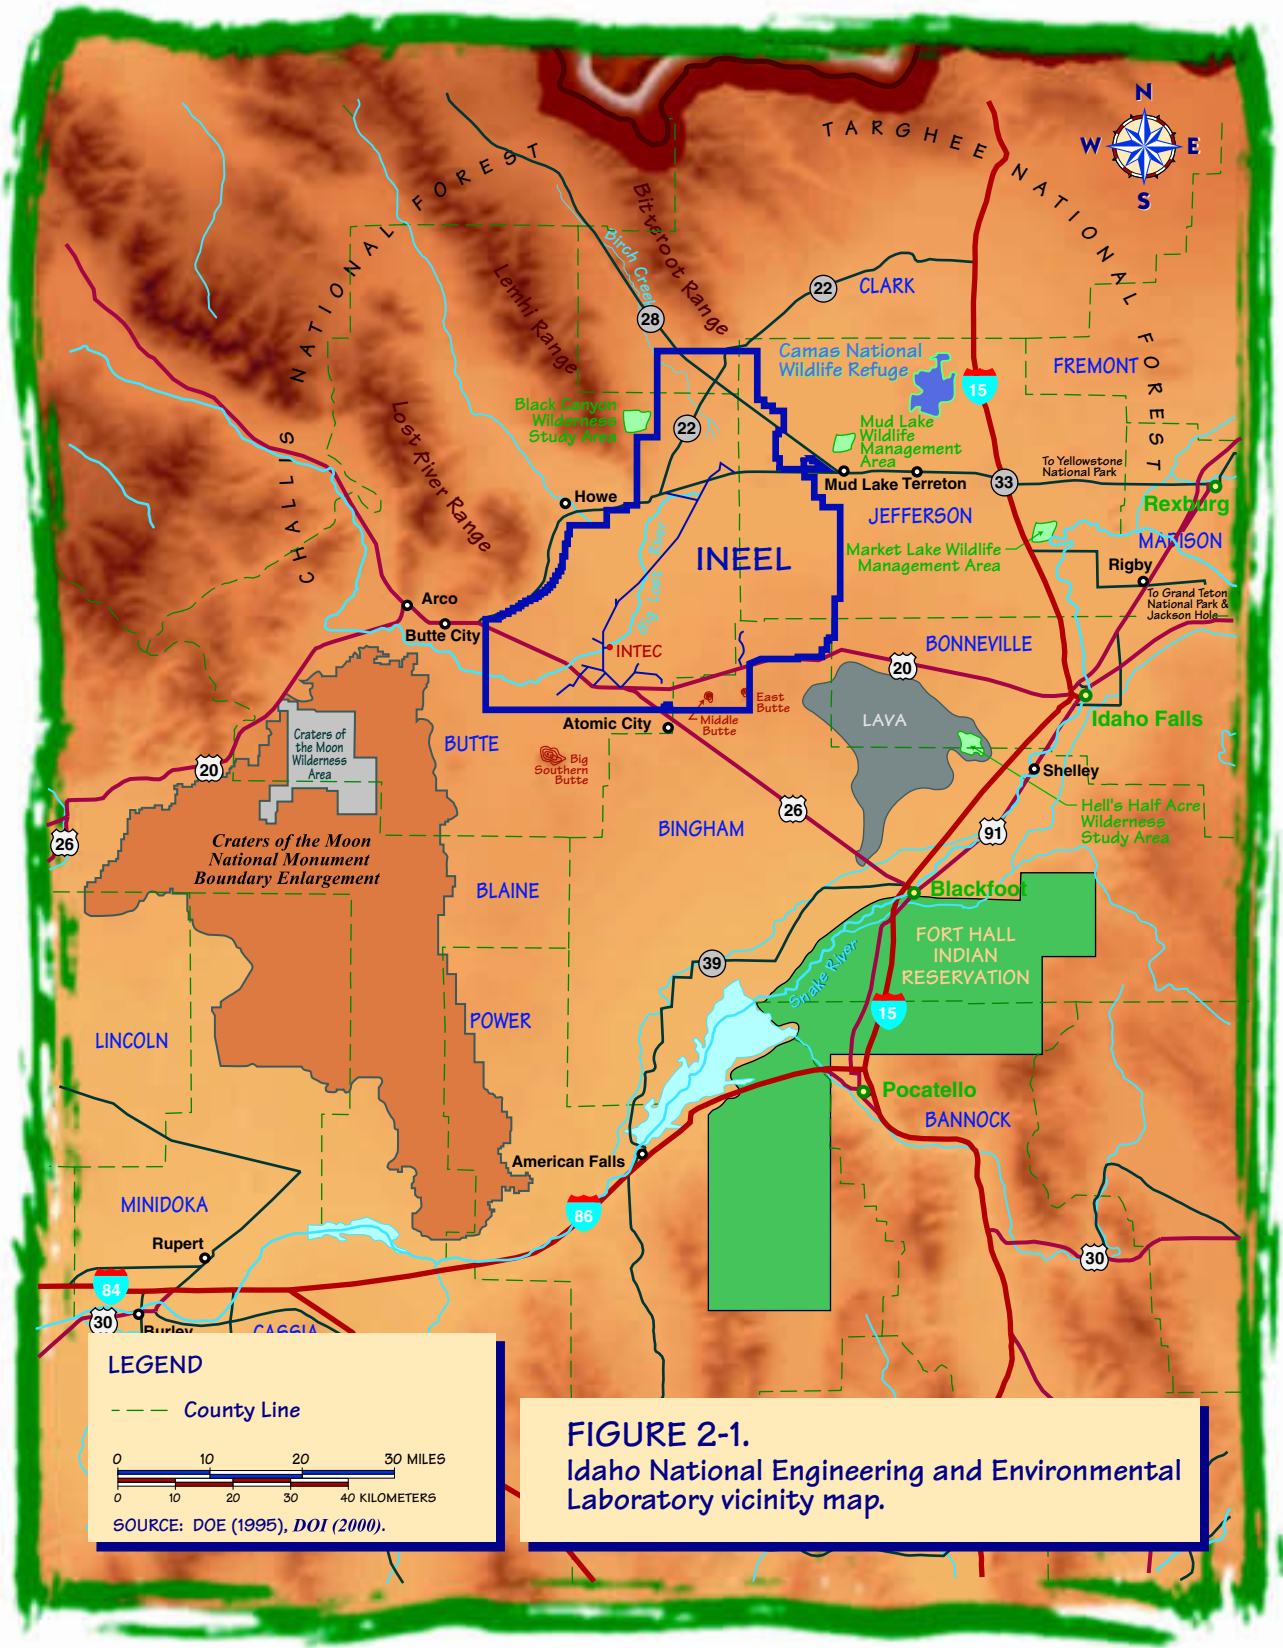 N
W E
S
TARGHEE NATIONAL FOREST
CHALLIS NATIONAL FOREST
Bitteroot Range
Birch Creek
Lemhi Range
Lost River Range
28
22
CLARK
Camas National
Wildlife Refuge
15
FREMONT
Black Canyon
Wilderness
Study Area
22
Mud Lake
Wildlife
Management
Area
To Yellowstone
National Park
Mud Lake
Terreton
33
Rexburg
Howe
JEFFERSON
MADISON
Market Lake Wildlife
Management Area
INEEL
Big Lost River
Rigby
To Grand Teton
National Park &
Jackson Hole
Arco
Butte City
INTEC
BONNEVILLE
20
East
Butte
Middle
Butte
Atomic City
LAVA
Idaho Falls
Craters of
the Moon
Wilderness
Area
BUTTE
Big
Southern
Butte
20
Shelley
26
26
BINGHAM
91
Hell's Half Acre
Wilderness
Study Area
Craters of the Moon
National Monument
Boundary Enlargement
BLAINE
Blackfoot
FORT HALL
INDIAN
RESERVATION
39
Snake River
15
POWER
LINCOLN
Pocatello
BANNOCK
American Falls
MINIDOKA
86
Rupert
30
84
30
Burley
CASSIA
LEGEND
County Line
0 10 20 30 MILES
0 10 20 30 40 KILOMETERS
SOURCE: DOE (1995), DOI (2000).
FIGURE 2-1.
Idaho National Engineering and Environmental
Laboratory vicinity map.